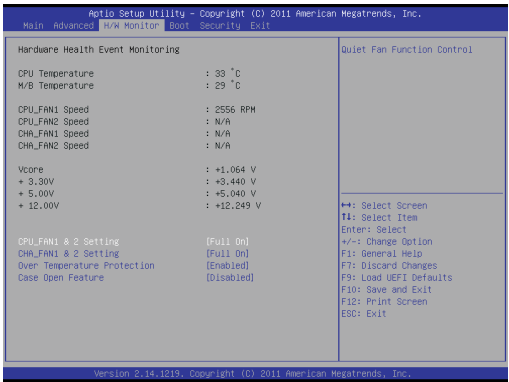 Aptio Setup Utility - Copyright (C) 2011 American Megatrends, Inc.
Main Advanced H/W Monitor Boot Security Exit
Hardware Health Event Monitoring
CPU Temperature : 33 °C
M/B Temperature : 29 °C
CPU_FAN1 Speed : 2556 RPM
CPU_FAN2 Speed : N/A
CHA_FAN1 Speed : N/A
CHA_FAN2 Speed : N/A
Vcore : +1.064 V
+ 3.30V : +3.440 V
+ 5.00V : +5.040 V
+ 12.00V : +12.249 V
CPU_FAN1 & 2 Setting [Full On]
CHA_FAN1 & 2 Setting [Full On]
Over Temperature Protection [Enabled]
Case Open Feature [Disabled]
Quiet Fan Function Control
↔: Select Screen
↑↓: Select Item
Enter: Select
+/-: Change Option
F1: General Help
F7: Discard Changes
F9: Load UEFI Defaults
F10: Save and Exit
F12: Print Screen
ESC: Exit
Version 2.14.1219. Copyright (C) 2011 American Megatrends, Inc.